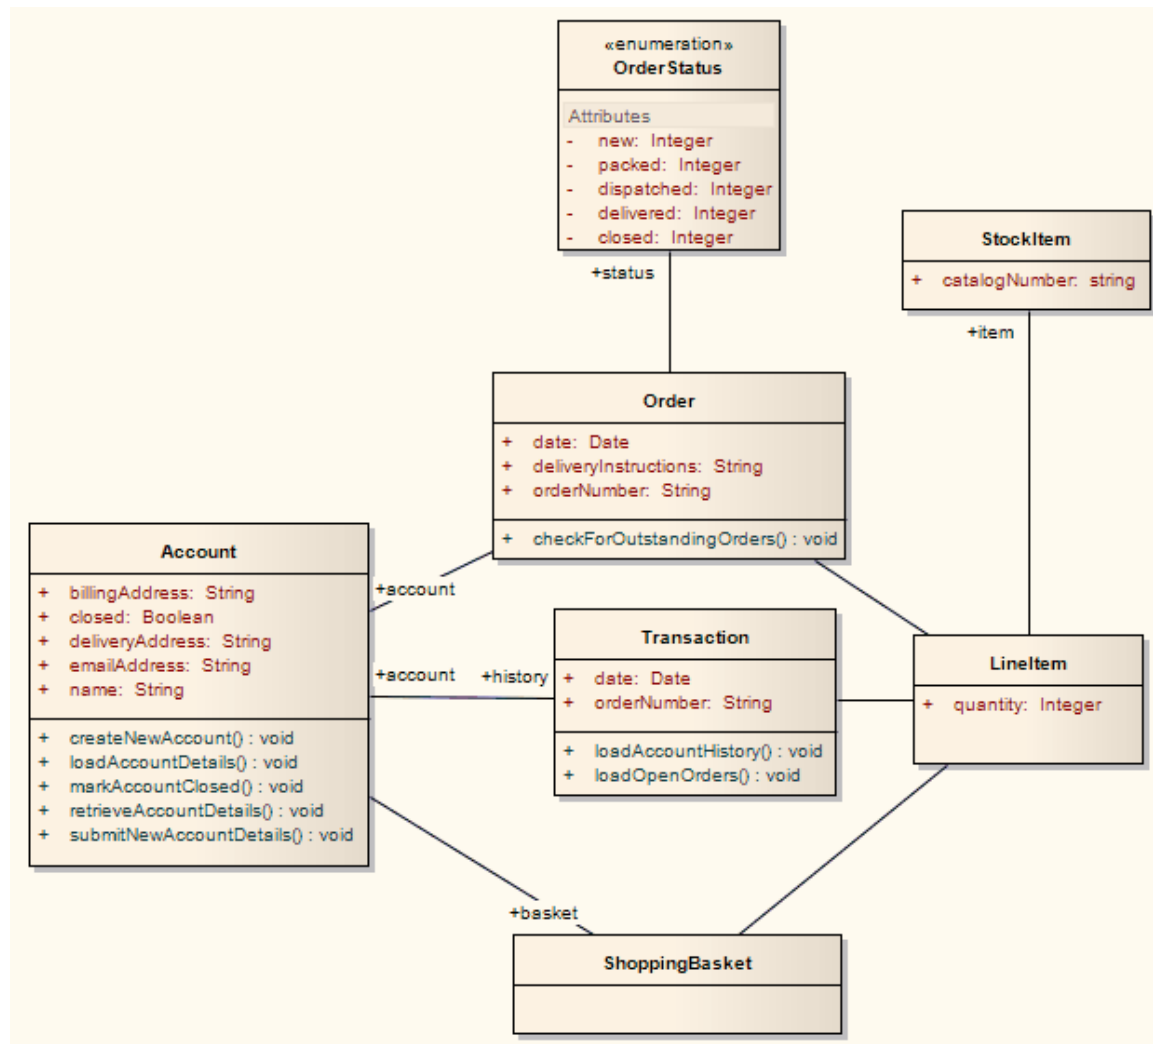 «enumeration»
OrderStatus
Attributes
- new: Integer
- packed: Integer
- dispatched: Integer
- delivered: Integer
- closed: Integer
+status
StockItem
+ catalogNumber: string
+item
Order
+ date: Date
+ deliveryInstructions: String
+ orderNumber: String
+ checkForOutstandingOrders() : void
Account
+ billingAddress: String
+ closed: Boolean
+ deliveryAddress: String
+ emailAddress: String
+ name: String
+ createNewAccount() : void
+ loadAccountDetails() : void
+ markAccountClosed() : void
+ retrieveAccountDetails() : void
+ submitNewAccountDetails() : void
+account
+account
+history
Transaction
+ date: Date
+ orderNumber: String
+ loadAccountHistory() : void
+ loadOpenOrders() : void
LineItem
+ quantity: Integer
+basket
ShoppingBasket